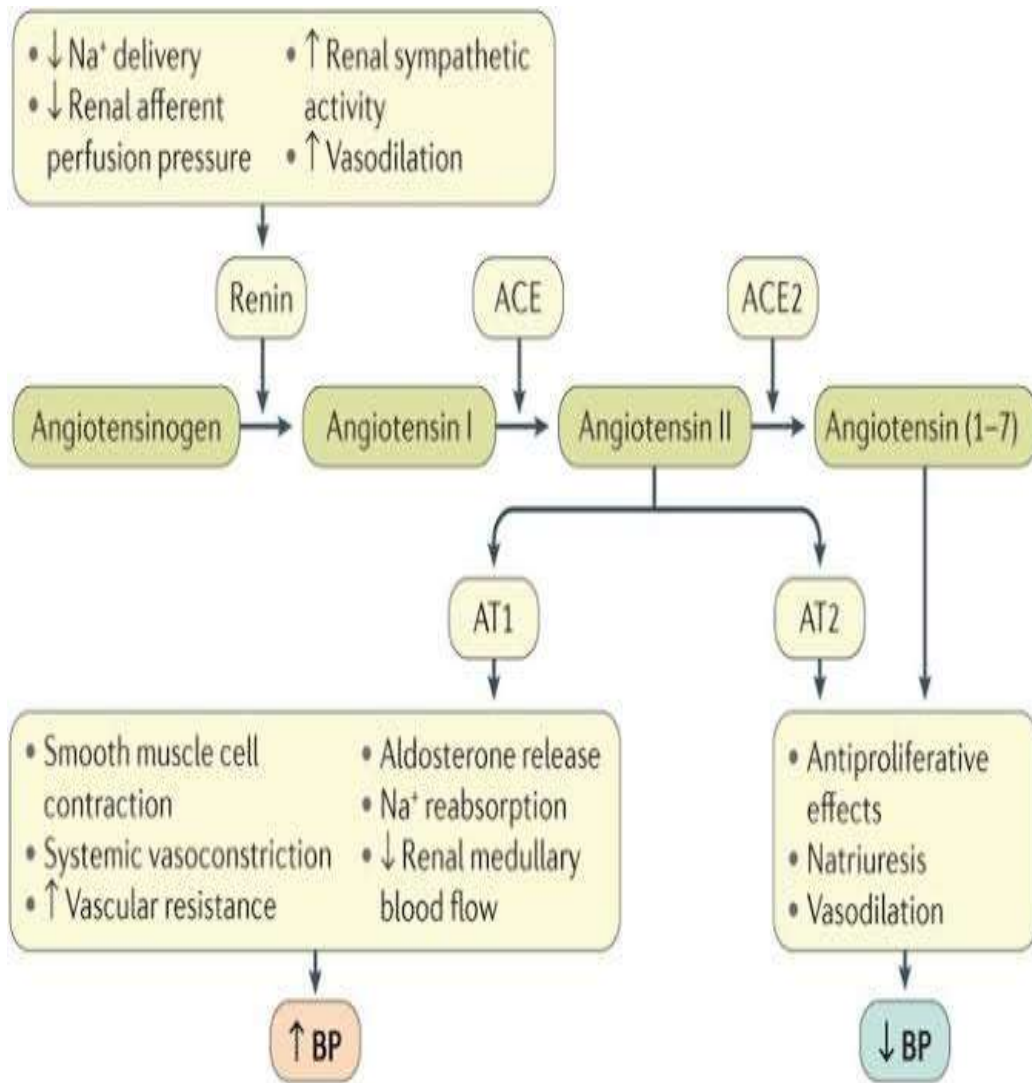 • ↓ Na⁺ delivery
• ↓ Renal afferent
perfusion pressure
• ↑ Renal sympathetic
activity
• ↑ Vasodilation
Renin
ACE
ACE2
Angiotensinogen
Angiotensin I
Angiotensin II
Angiotensin (1–7)
AT1
AT2
• Smooth muscle cell
contraction
• Systemic vasoconstriction
• ↑ Vascular resistance
• Aldosterone release
• Na⁺ reabsorption
• ↓ Renal medullary
blood flow
• Antiproliferative
effects
• Natriuresis
• Vasodilation
↑ BP
↓ BP